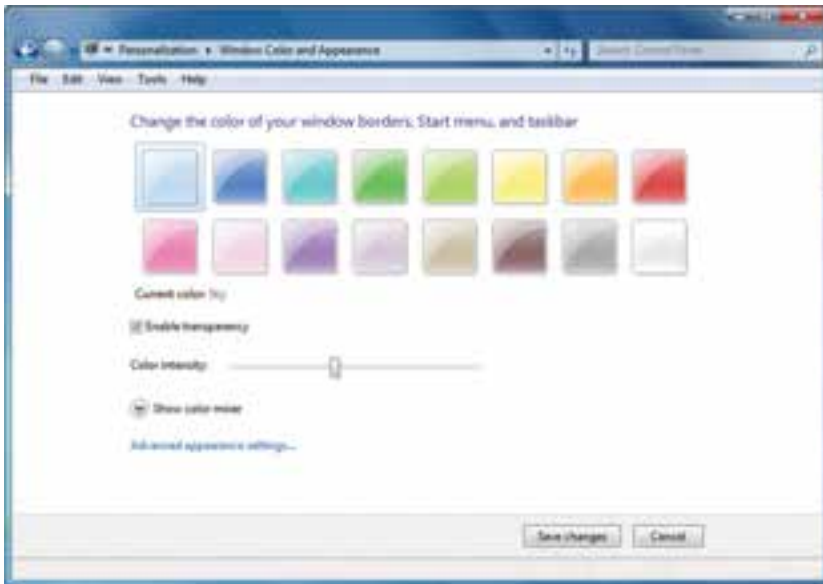 Personalization ▸ Window Color and Appearance Search Control Panel
File Edit View Tools Help
Change the color of your window borders, Start menu, and taskbar
Current color: Sky
Enable transparency
Color intensity:
Show color mixer
Advanced appearance settings...
Save changes Cancel